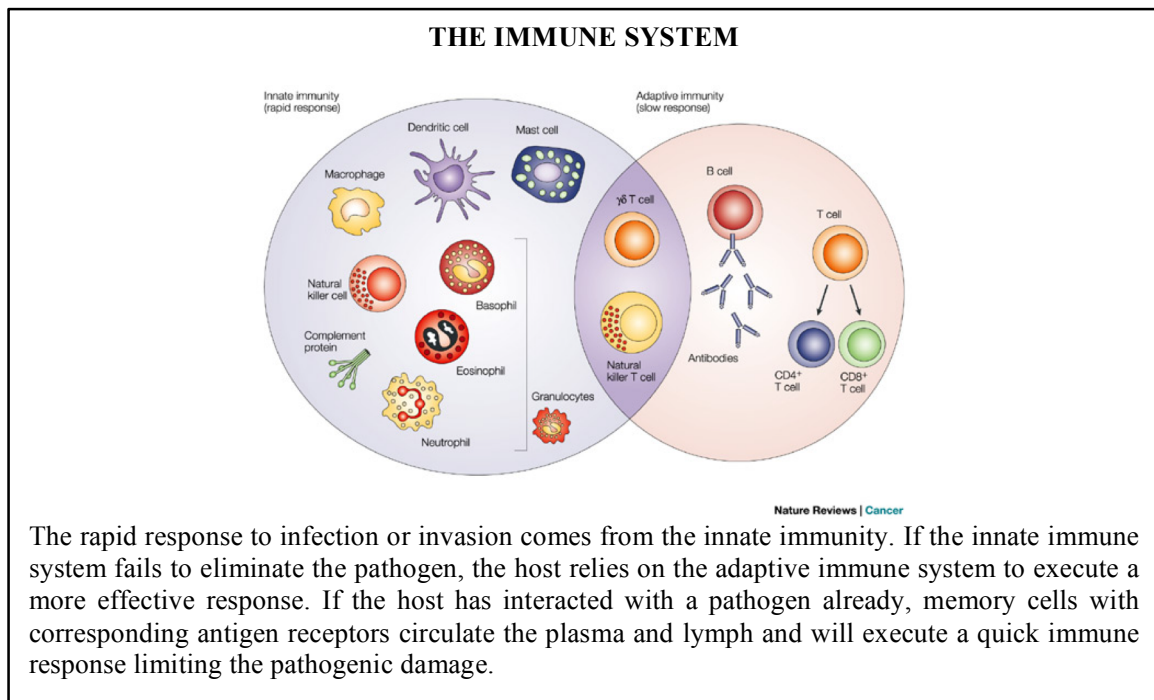 THE IMMUNE SYSTEM
Innate immunity
(rapid response)
Adaptive immunity
(slow response)
Dendritic cell
Mast cell
Macrophage
B cell
γδ T cell
T cell
Natural
killer cell
Basophil
Complement
protein
Eosinophil
Natural
killer T cell
Antibodies
CD4+
T cell
CD8+
T cell
Granulocytes
Neutrophil
Nature Reviews | Cancer
The rapid response to infection or invasion comes from the innate immunity. If the innate immune
system fails to eliminate the pathogen, the host relies on the adaptive immune system to execute a
more effective response. If the host has interacted with a pathogen already, memory cells with
corresponding antigen receptors circulate the plasma and lymph and will execute a quick immune
response limiting the pathogenic damage.